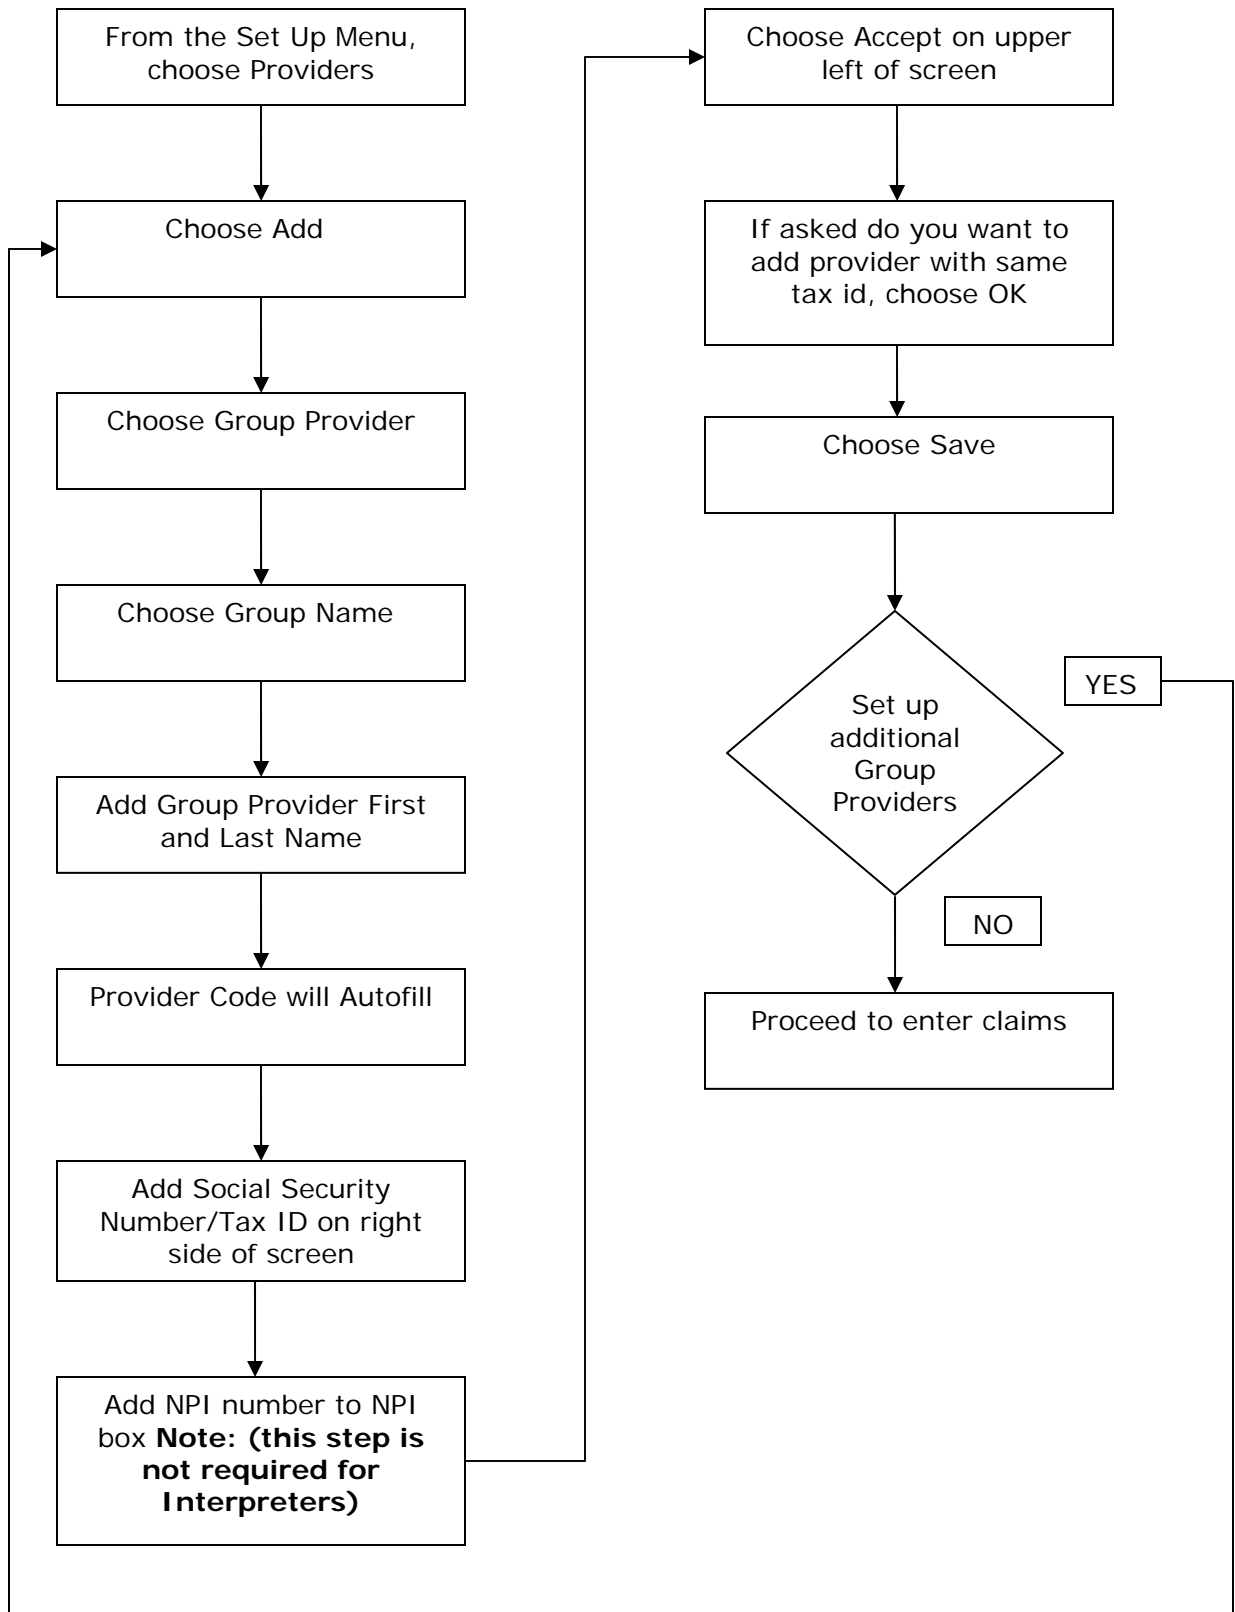 From the Set Up Menu,
choose Providers
Choose Add
Choose Group Provider
Choose Group Name
Add Group Provider First
and Last Name
Provider Code will Autofill
Add Social Security
Number/Tax ID on right
side of screen
Add NPI number to NPI
box Note: (this step is
not required for
Interpreters)
Choose Accept on upper
left of screen
If asked do you want to
add provider with same
tax id, choose OK
Choose Save
Set up
additional
Group
Providers
YES
NO
Proceed to enter claims